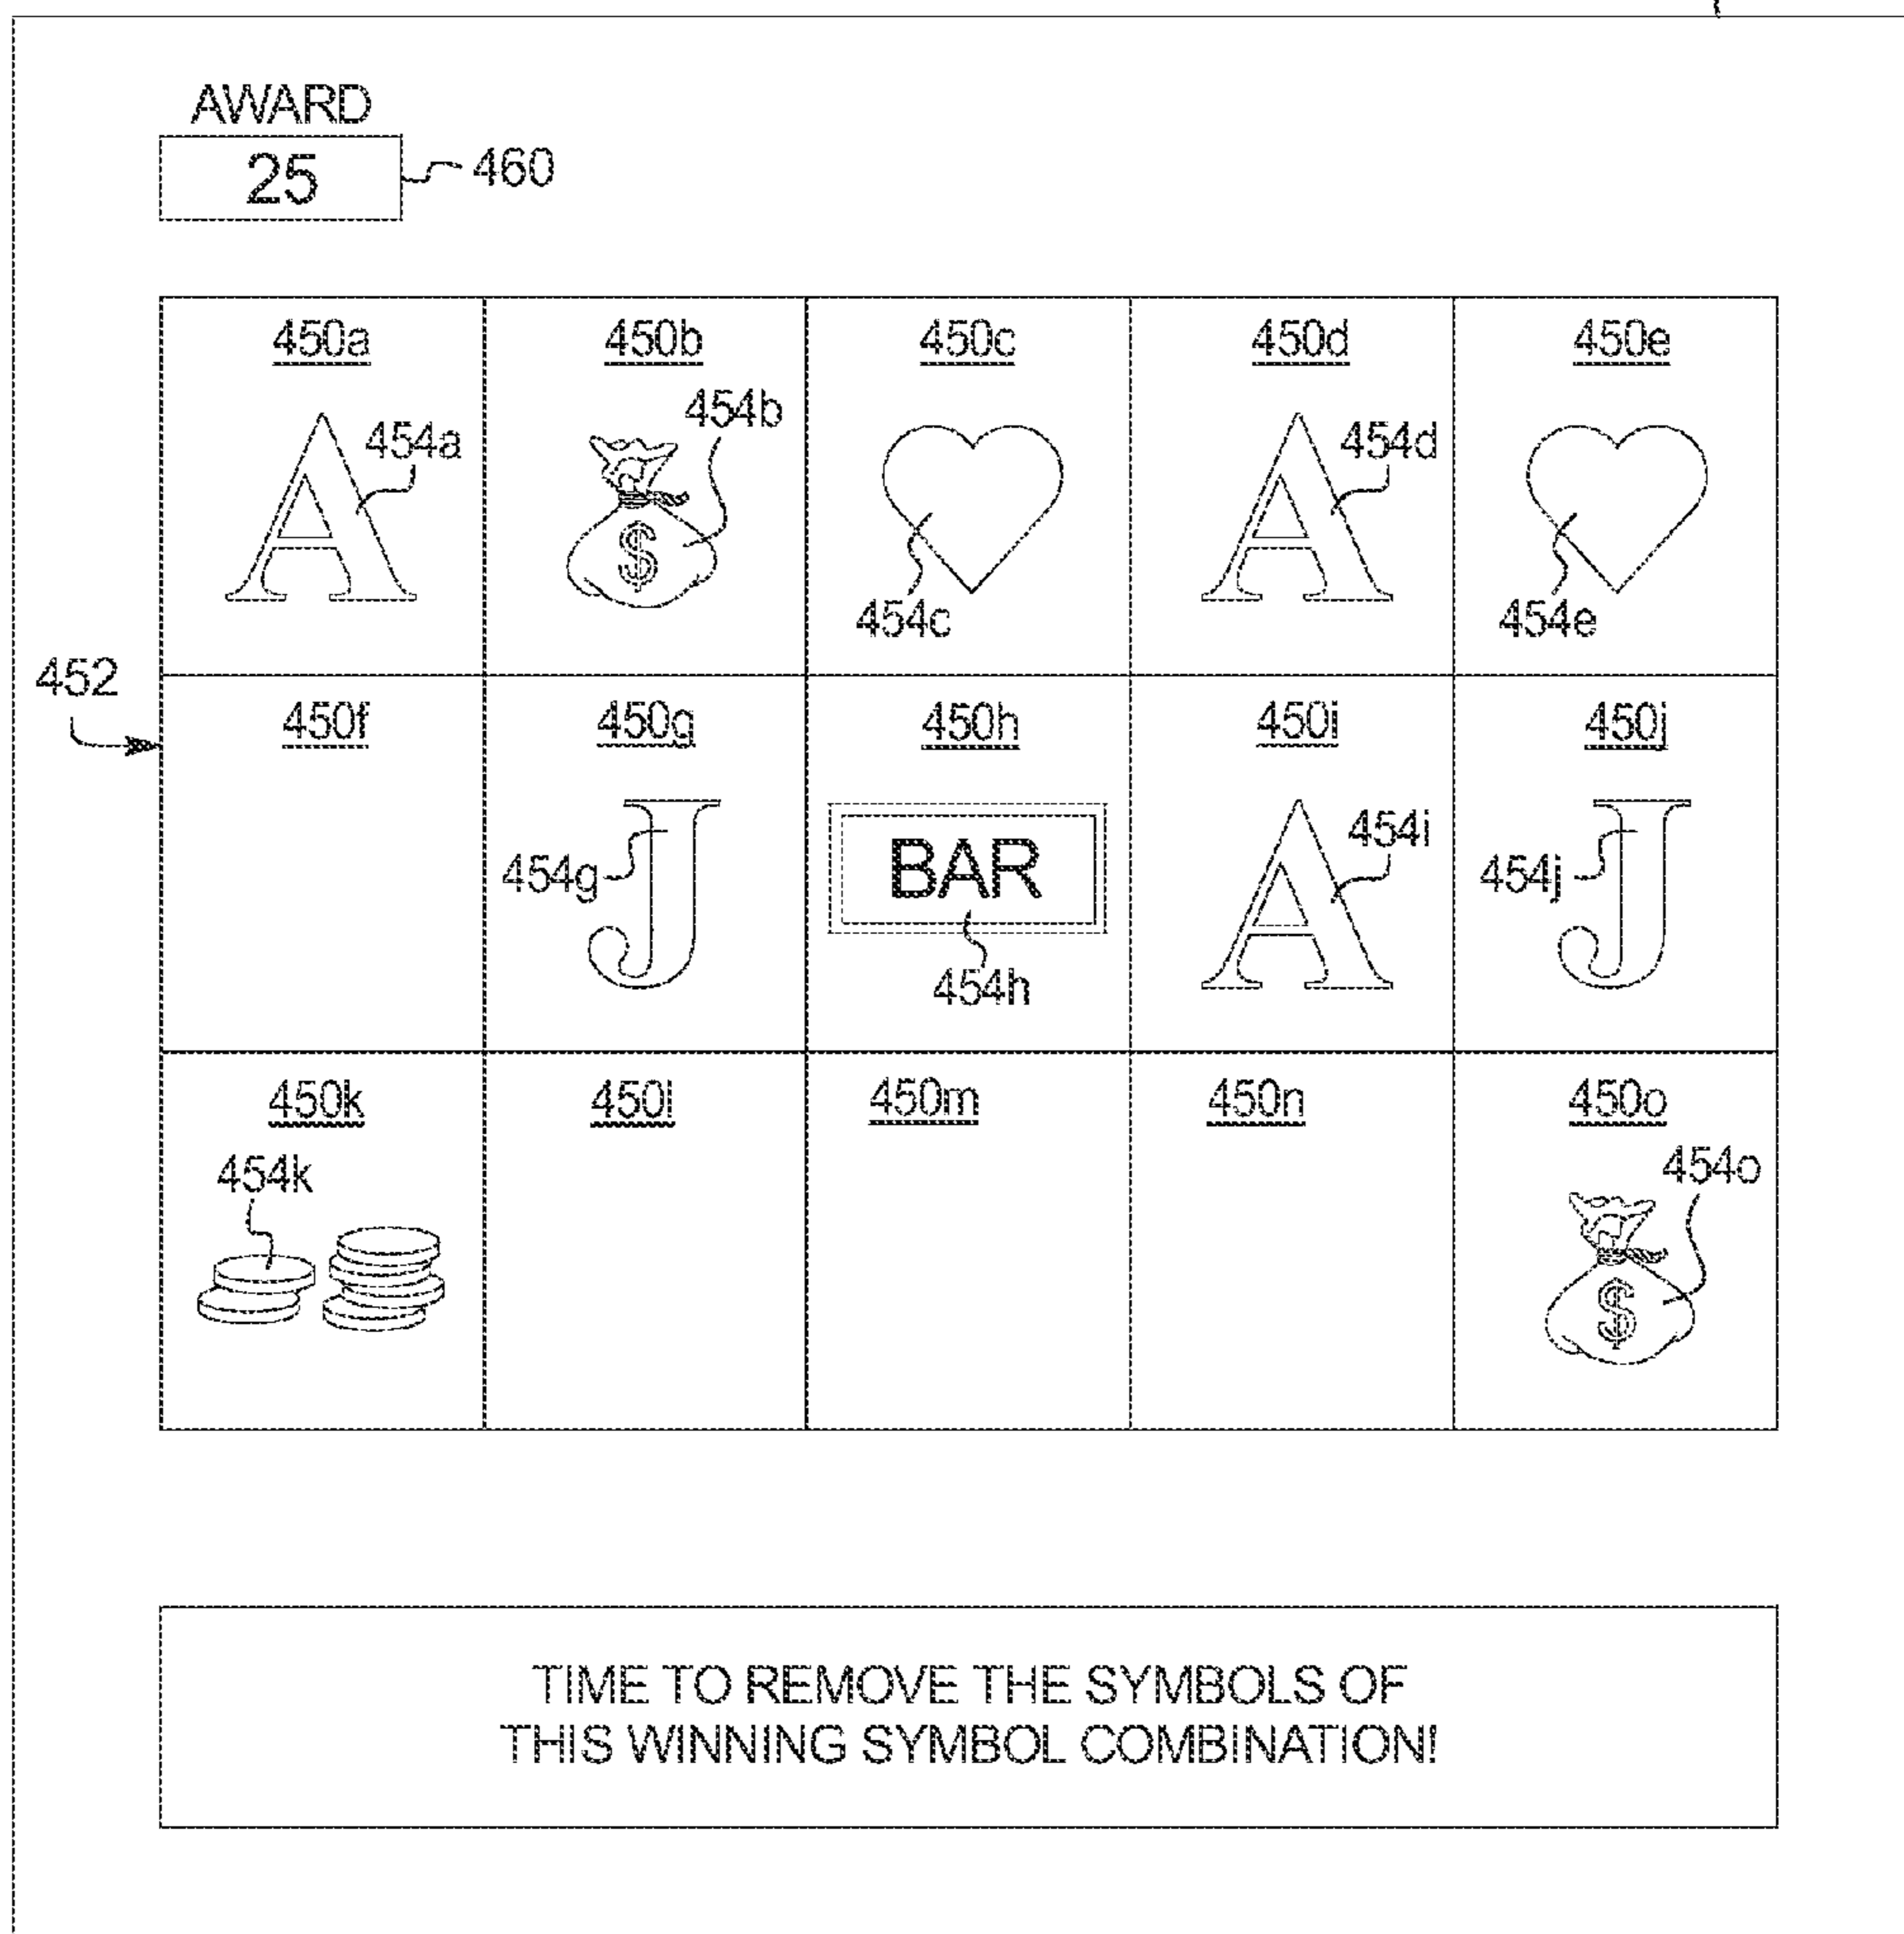 AWARD
25 460
450a 450b 450c 450d 450e
454a 454b 454d
$
454c 454e
452
450f 450g 450h 450i 450j
A A A
J BAR J
454g 454i 454j
454h
450k 450l 450m 450n 450o
454k 454o
$
TIME TO REMOVE THE SYMBOLS OF
THIS WINNING SYMBOL COMBINATION!